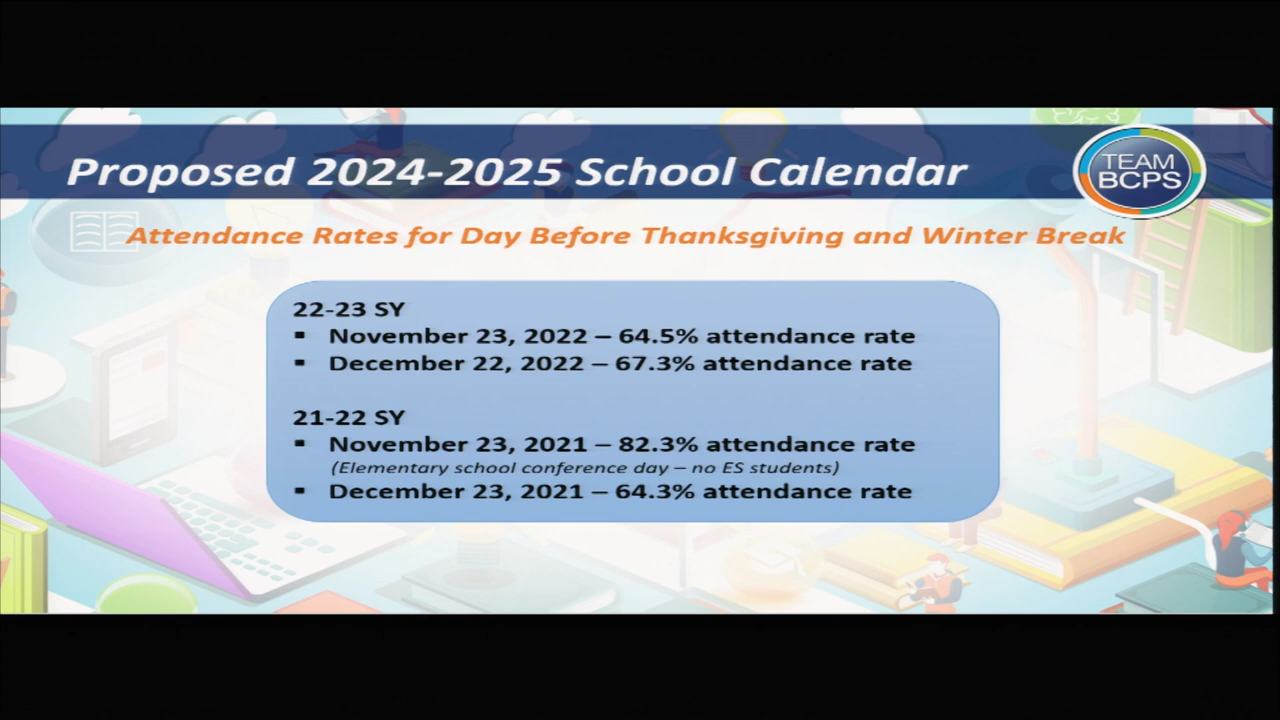 Proposed 2024-2025 School Calendar
TEAM
BCPS
Attendance Rates for Day Before Thanksgiving and Winter Break
22-23 SY
▪ November 23, 2022 – 64.5% attendance rate
▪ December 22, 2022 – 67.3% attendance rate
21-22 SY
▪ November 23, 2021 – 82.3% attendance rate
(Elementary school conference day – no ES students)
▪ December 23, 2021 – 64.3% attendance rate